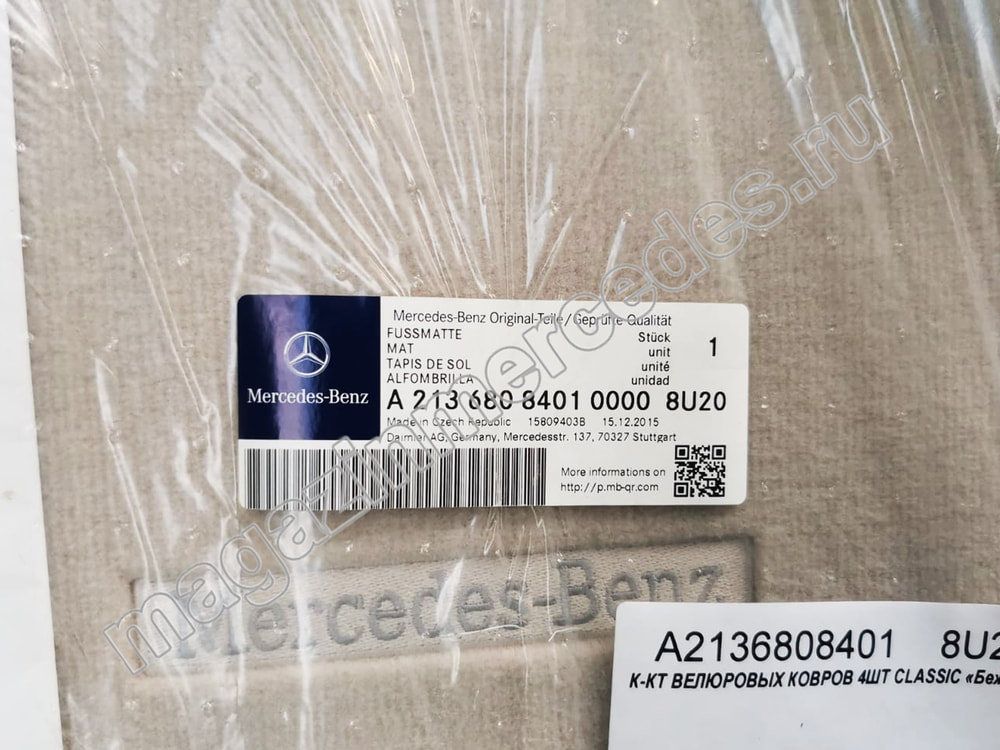 Mercedes-Benz Original-Teile/Geprüfte Qualität
FUSSMATTE Stück
MAT unit 1
TAPIS DE SOL unité
ALFOMBRILLA unidad
Mercedes-Benz
A 213 680 8401 0000 8U20
Made in Czech Republic 15809403B 15.12.2015
Daimler AG, Germany, Mercedesstr. 137, 70327 Stuttgart
More informations on
http://p.mb-qr.com
Mercedes-Benz
A2136808401 8U2
К-КТ ВЕЛЮРОВЫХ КОВРОВ 4ШТ CLASSIC «Беж
magazinmercedes.ru